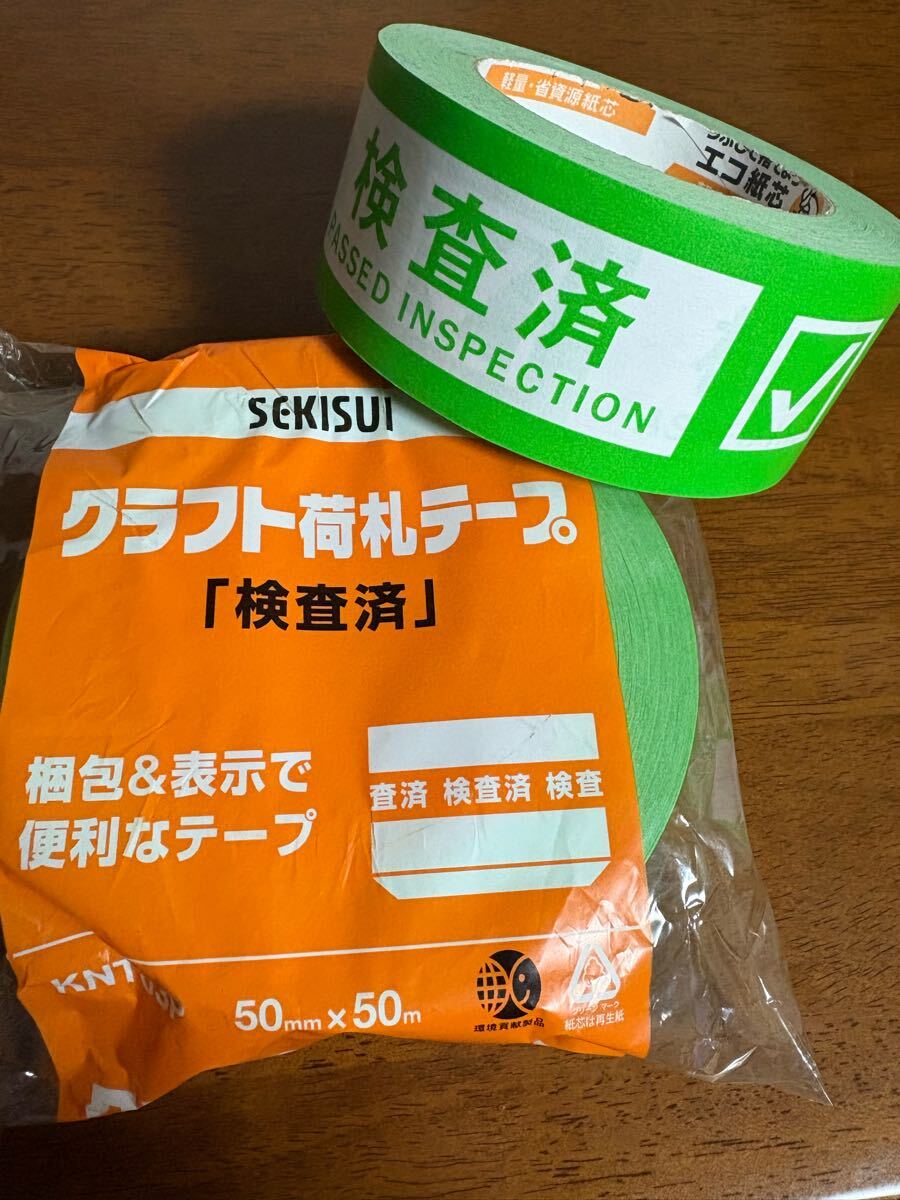 軽量・省資源紙芯
エコ紙芯
検査済
PASSED INSPECTION
SEKISUI
クラフト荷札テープ
「検査済」
梱包&表示で
便利なテープ
査済 検査済 検査
50mm×50m
環境貢献製品
紙芯は再生紙